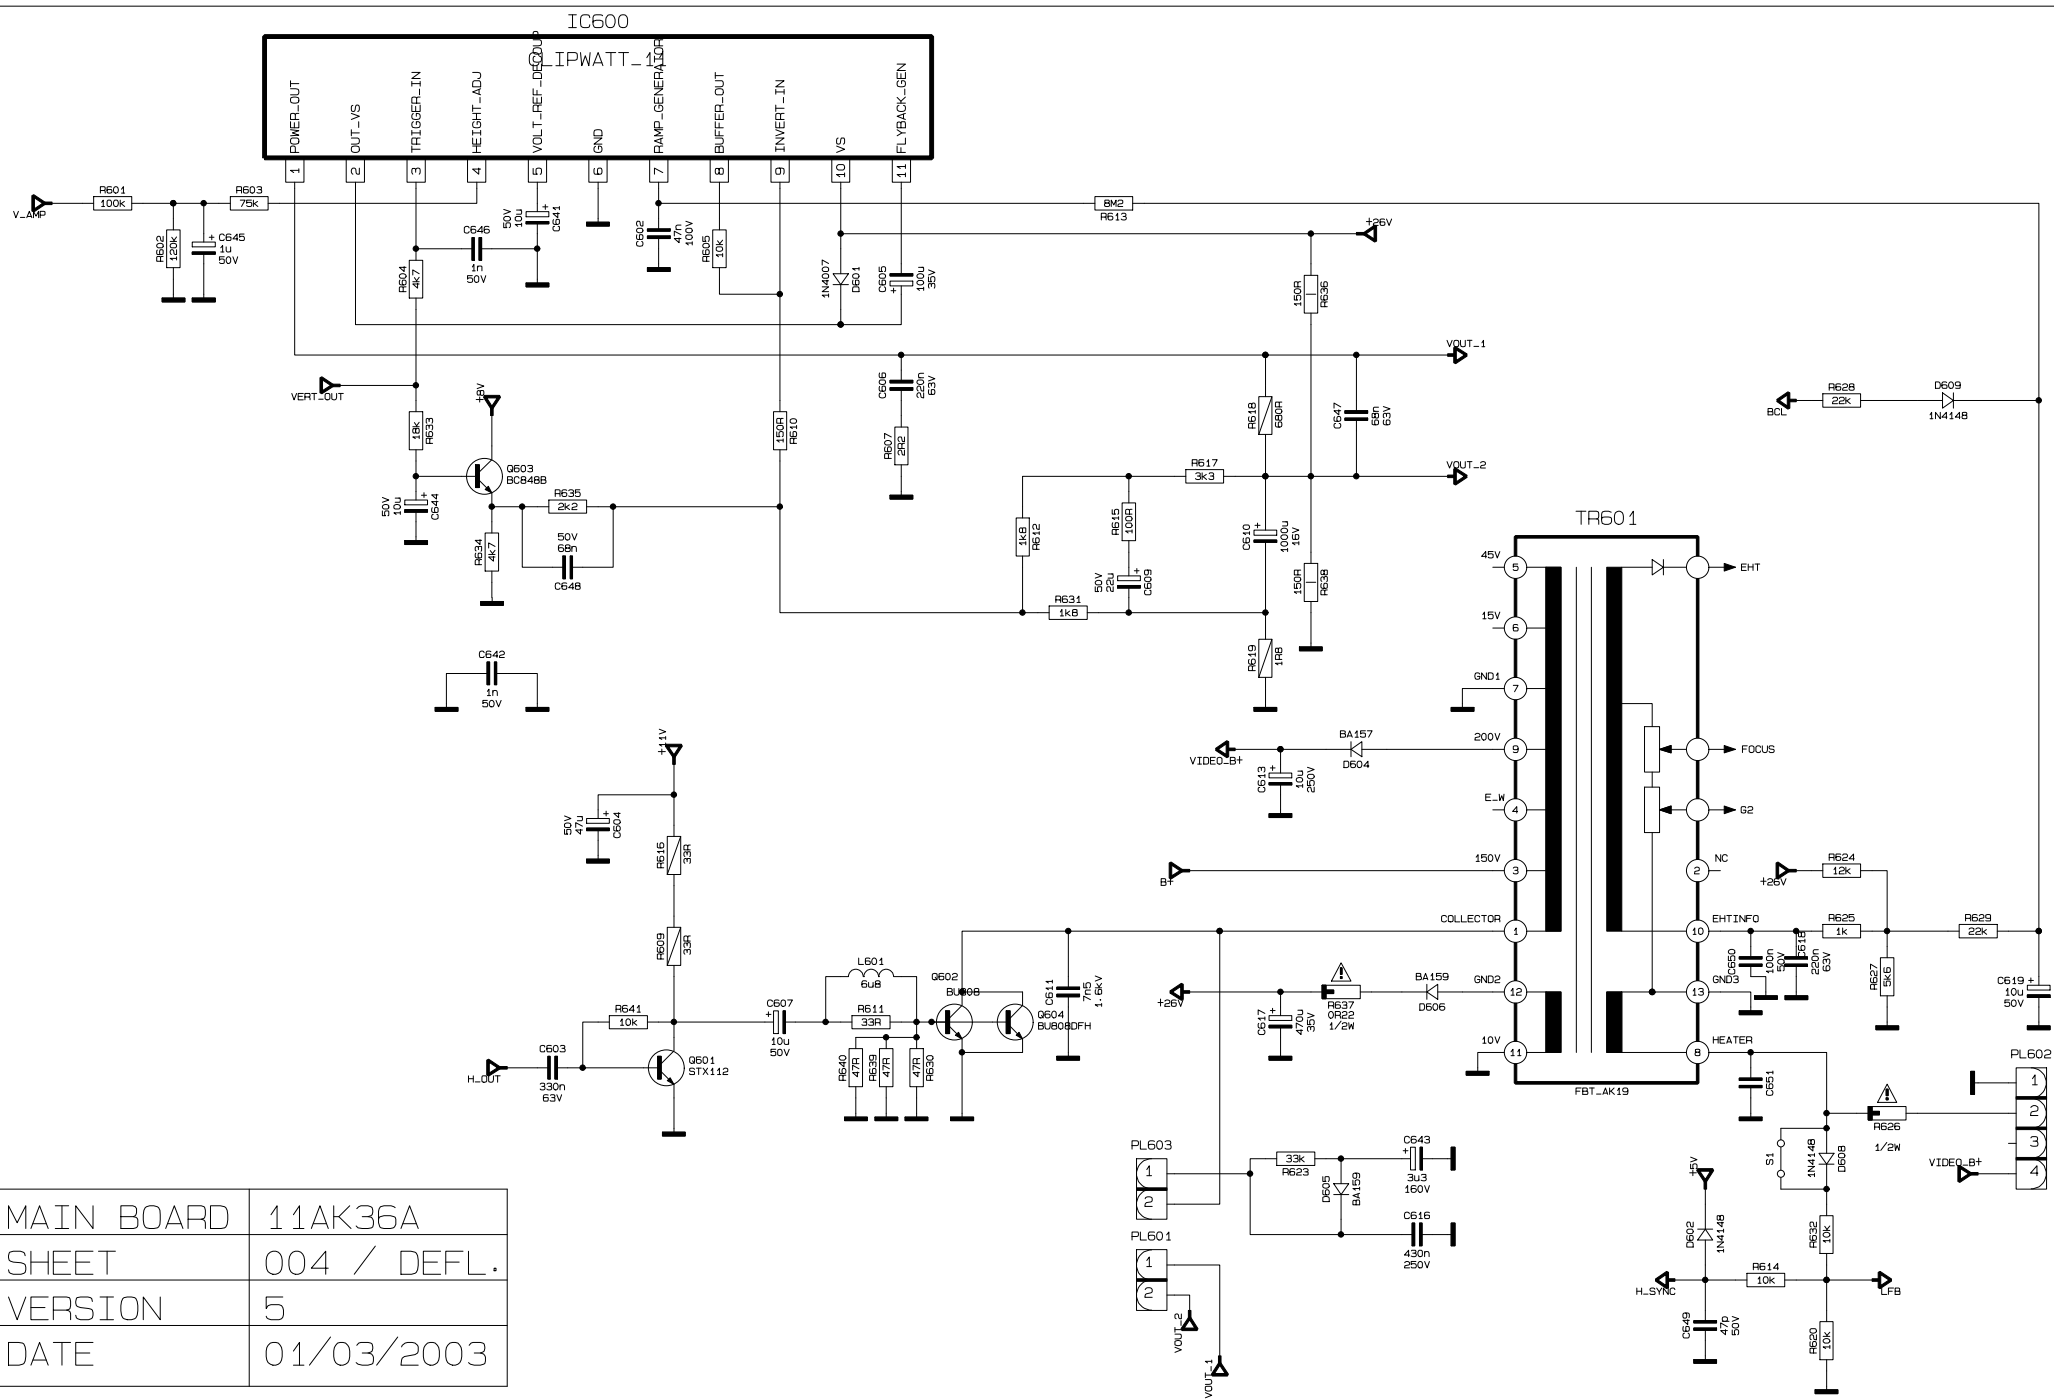 IC600
CLIPWATT_11
POWER_OUT
OUT_VS
TRIGGER_IN
HEIGHT_ADJ
VOLT_REF_DECOUP
GND
RAMP_GENERATOR
BUFFER_OUT
INVERT_IN
VS
FLYBACK_GEN
1
2
3
4
5
6
7
8
9
10
11
V_AMP
R601
100k
R603
75k
R602
120k
C645
1u
50V
R604
4k7
C646
1n
50V
50V
10u
C641
C602
47n
100V
R605
10k
1N4007
D601
C605
100u
35V
8M2
R613
+26V
150R
R636
VOUT_1
VERT_OUT
+8V
18k
R633
Q603
BC848B
50V
10u
C644
R635
2k2
R634
4k7
50V
68n
C648
150R
R610
C606
220n
63V
R607
2R2
R618
680R
C647
68n
63V
VOUT_2
R617
3k3
R615
100R
1k8
R612
50V
22u
C609
C610
1000u
16V
150R
R638
R631
1k8
R619
1R8
BCL
R628
22k
D609
1N4148
C642
1n
50V
TR601
45V
5
15V
6
GND1
7
200V
9
E_W
4
150V
3
COLLECTOR
1
GND2
12
10V
11
EHT
FOCUS
G2
NC
2
EHTINFO
10
GND3
13
HEATER
8
FBT_AK19
VIDEO_B+
BA157
D604
C613
10u
250V
B+
+11V
50V
47u
C604
R616
33R
R609
33R
R641
10k
H_OUT
C603
330n
63V
Q601
STX112
C607
10u
50V
L601
6u8
R611
33R
R640
47R
R639
47R
47R
R630
Q602
BU808
Q604
BU808DFH
C611
7n5
1.6kV
+26V
C617
470u
35V
R637
0R22
1/2W
BA159
D606
+26V
R624
12k
R625
1k
R629
22k
C650
100n
50V
C618
220n
63V
R627
5k6
C619
10u
50V
C651
R626
1/2W
PL602
1
2
3
4
VIDEO_B+
S1
1N4148
D608
R632
10k
+5V
D602
1N4148
R614
10k
H_SYNC
LFB
C649
47p
50V
R620
10k
PL603
1
2
PL601
1
2
VOUT_2
VOUT_1
33k
R623
D605
BA159
C643
3u3
160V
C616
430n
250V
MAIN BOARD 11AK36A
SHEET 004 / DEFL.
VERSION 5
DATE 01/03/2003